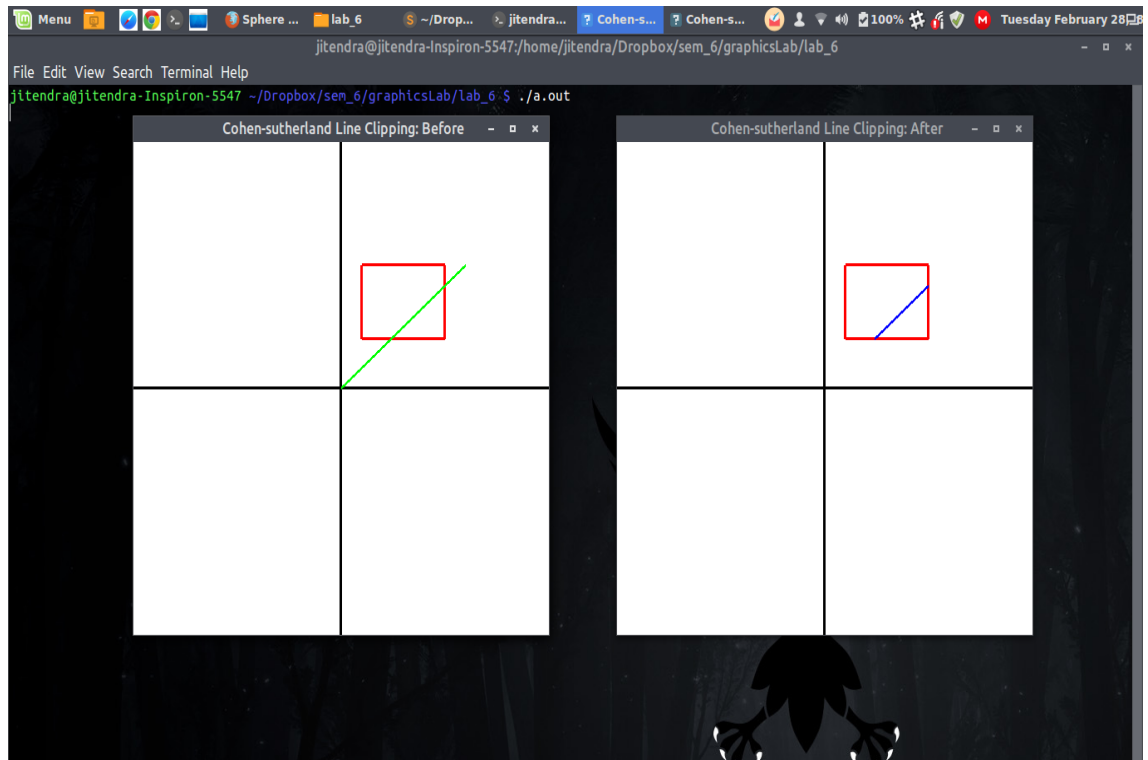 Menu Sphere ... lab_6 ~/Drop... jitendra... Cohen-s... Cohen-s... 100% M Tuesday February 28
jitendra@jitendra-Inspiron-5547:/home/jitendra/Dropbox/sem_6/graphicsLab/lab_6
File Edit View Search Terminal Help
jitendra@jitendra-Inspiron-5547 ~/Dropbox/sem_6/graphicsLab/lab_6 $ ./a.out
Cohen-sutherland Line Clipping: Before
Cohen-sutherland Line Clipping: After